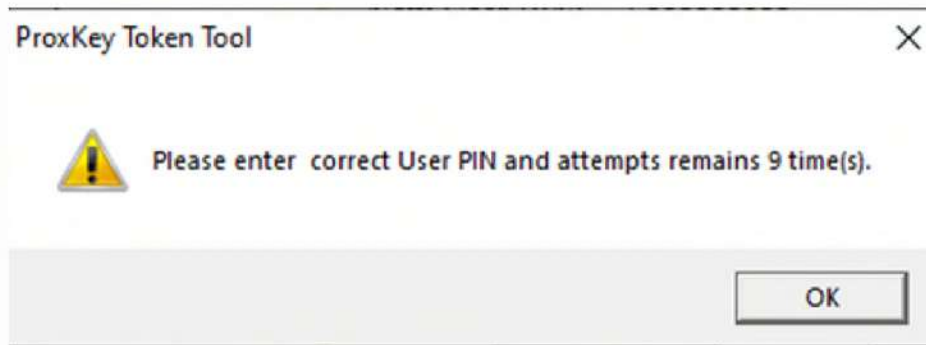 ProxKey Token Tool
Please enter correct User PIN and attempts remains 9 time(s).
OK